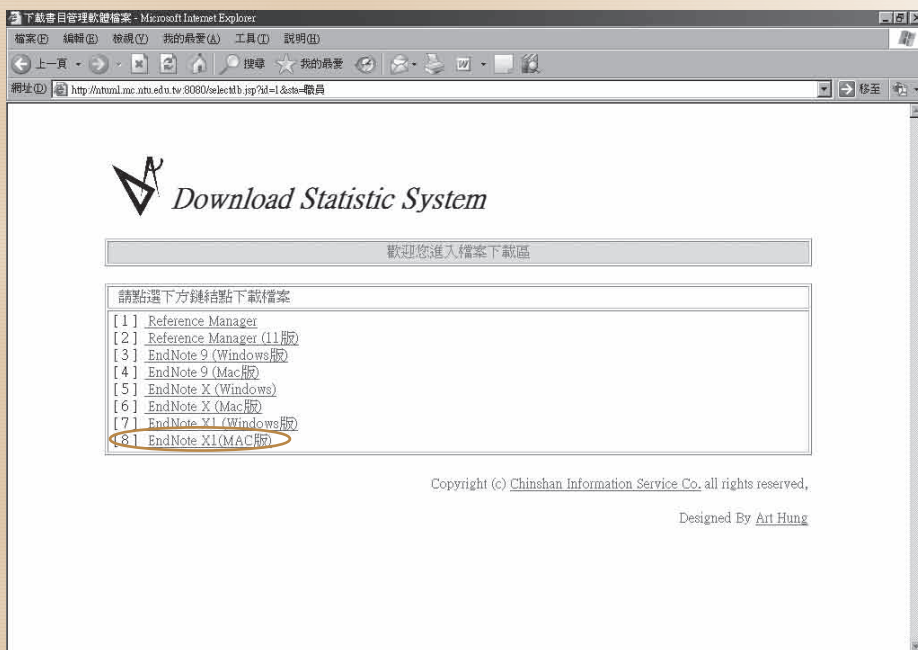 下載書目管理軟體檔案 - Microsoft Internet Explorer
檔案(F) 編輯(E) 檢視(V) 我的最愛(A) 工具(T) 說明(H)
上一頁 搜尋 我的最愛
網址(D) http://ntuml.mc.ntu.edu.tw:8080/selectdb.jsp?id=1&sta=職員 移至
Download Statistic System
歡迎您進入檔案下載區
請點選下方鏈結點下載檔案
[1] Reference Manager
[2] Reference Manager (11版)
[3] EndNote 9 (Windows版)
[4] EndNote 9 (Mac版)
[5] EndNote X (Windows)
[6] EndNote X (Mac版)
[7] EndNote X1 (Windows版)
[8] EndNote X1(MAC版)
Copyright (c) Chinshan Information Service Co. all rights reserved,
Designed By Art Hung